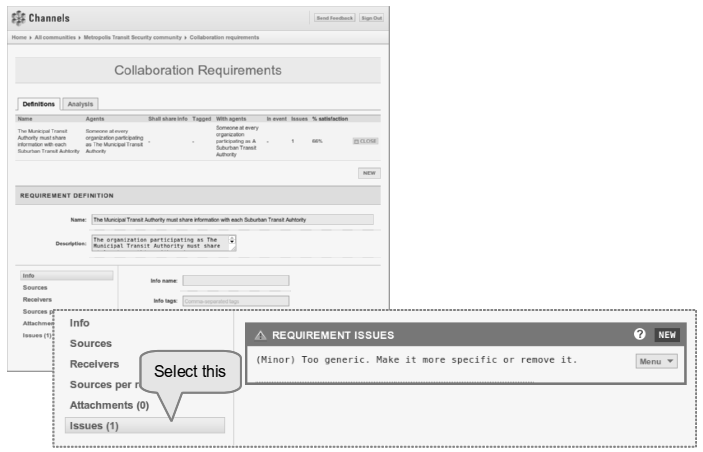 Channels
Send Feedback Sign Out
Home › All communities › Metropolis Transit Security community › Collaboration requirements
Collaboration Requirements
Definitions Analysis
Name Agents Shall share info Tagged With agents In event Issues % satisfaction
The Municipal Transit Authority must share information with each Suburban Transit Authority
Someone at every organization participating as The Municipal Transit Authority
-
-
Someone at every organization participating as A Suburban Transit Authority
-
1
66%
CLOSE
NEW
REQUIREMENT DEFINITION
Name: The Municipal Transit Authority must share information with each Suburban Transit Authority
Description: The organization participating as The
Municipal Transit Authority must share
Info
Sources
Receivers
Sources p
Attachmen
Issues (1)
Info name:
Info tags: Comma-separated tags
Info
Sources
Receivers
Sources per r
Attachments (0)
Issues (1)
Select this
REQUIREMENT ISSUES
? NEW
(Minor) Too generic. Make it more specific or remove it.
Menu